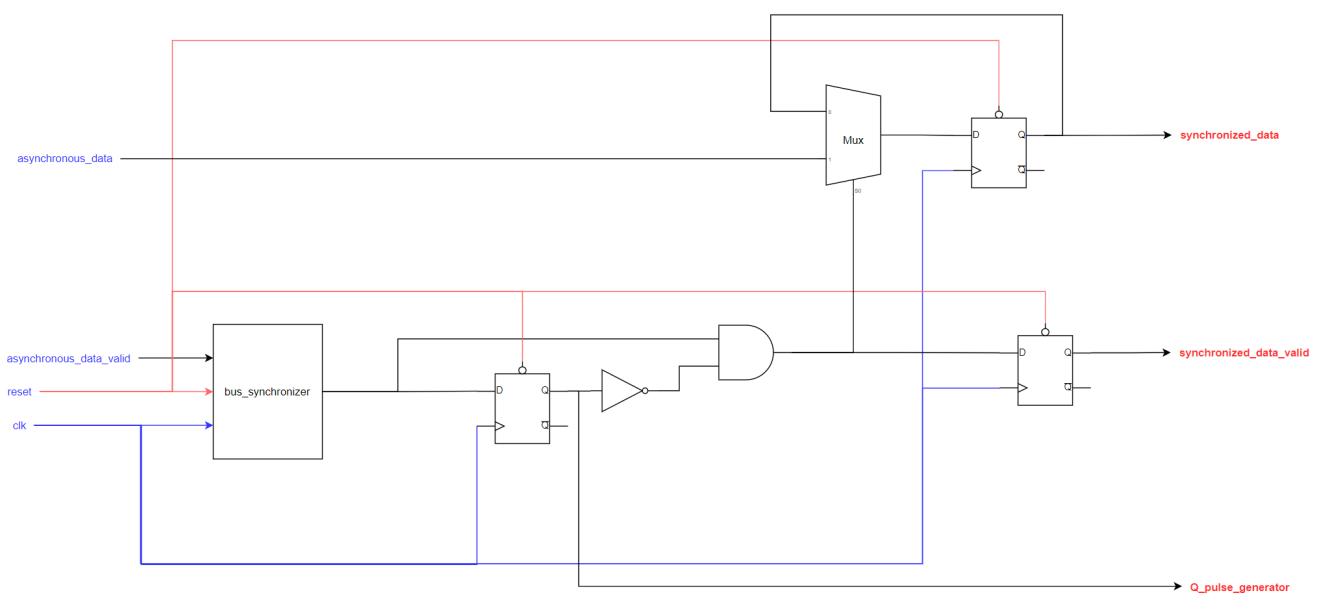 D
Q
synchronized_data
0
Mux
asynchronous_data
1
Q
S0
D
Q
synchronized_data_valid
asynchronous_data_valid
Q
reset
bus_synchronizer
D
Q
clk
Q
Q_pulse_generator